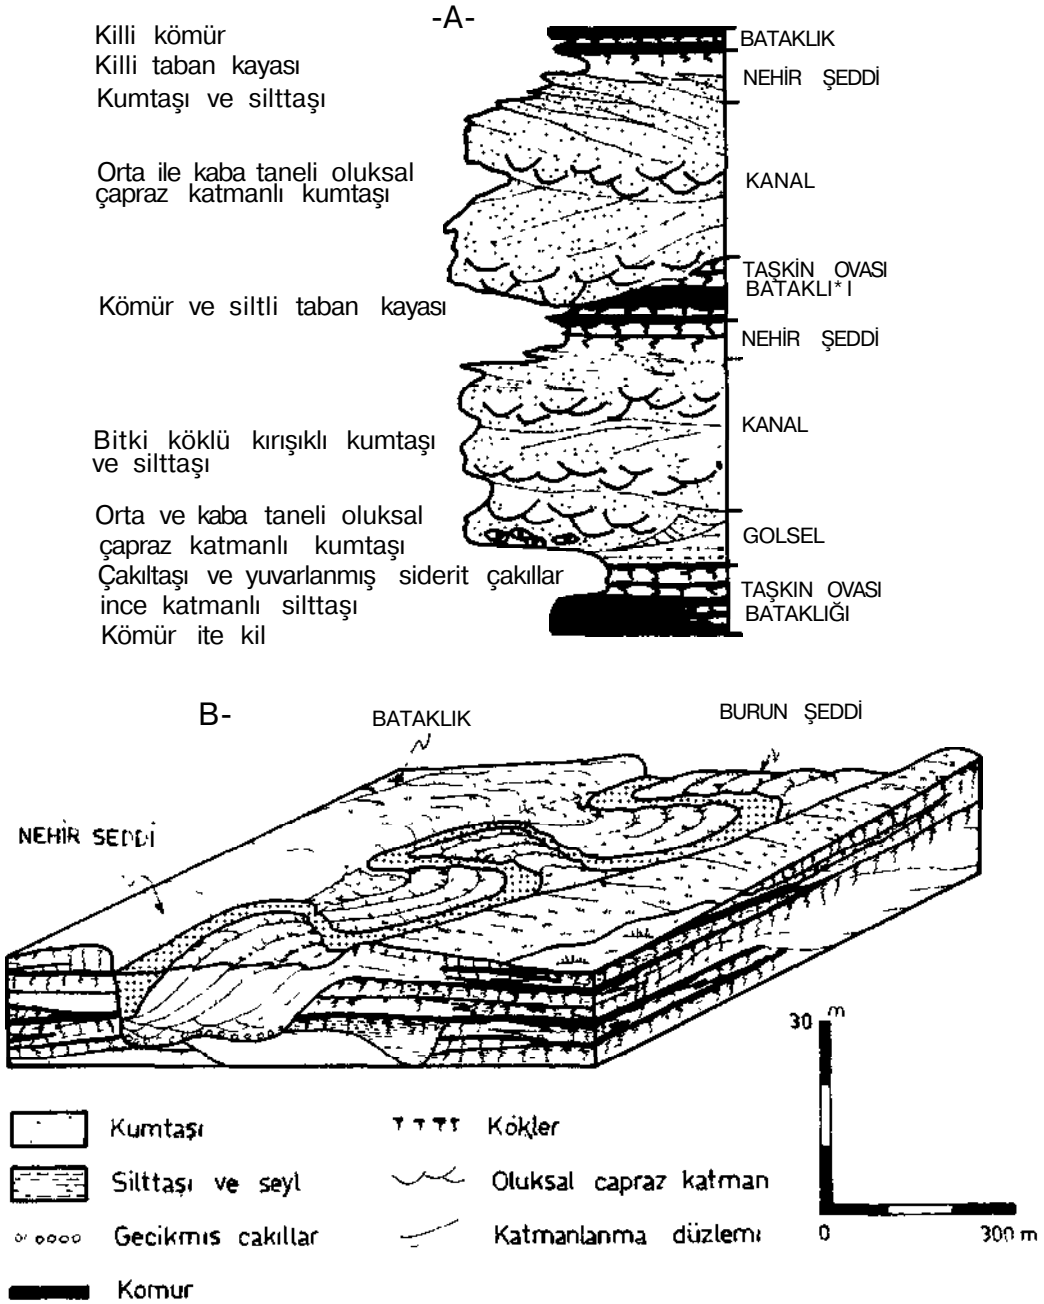 -A-
Killi kömür
Killi taban kayası
Kumtaşı ve silttaşı
Orta ile kaba taneli oluksal
çapraz katmanlı kumtaşı
Kömür ve siltli taban kayası
Bitki köklü kırışıklı kumtaşı
ve silttaşı
Orta ve kaba taneli oluksal
çapraz katmanlı kumtaşı
Çakıltaşı ve yuvarlanmış siderit çakıllar
ince katmanlı silttaşı
Kömür ite kil
BATAKLIK
NEHİR ŞEDDİ
KANAL
TAŞKIN OVASI
BATAKLI*I
NEHİR ŞEDDİ
KANAL
GOLSEL
TAŞKIN OVASI
BATAKLIĞI
B-
BATAKLIK
BURUN ŞEDDİ
NEHİR SEDDİ
30 m
0 300 m
Kumtaşı
Silttaşı ve seyl
Gecikmıs cakıllar
Komur
Kökler
Oluksal capraz katman
Katmanlanma düzlemı